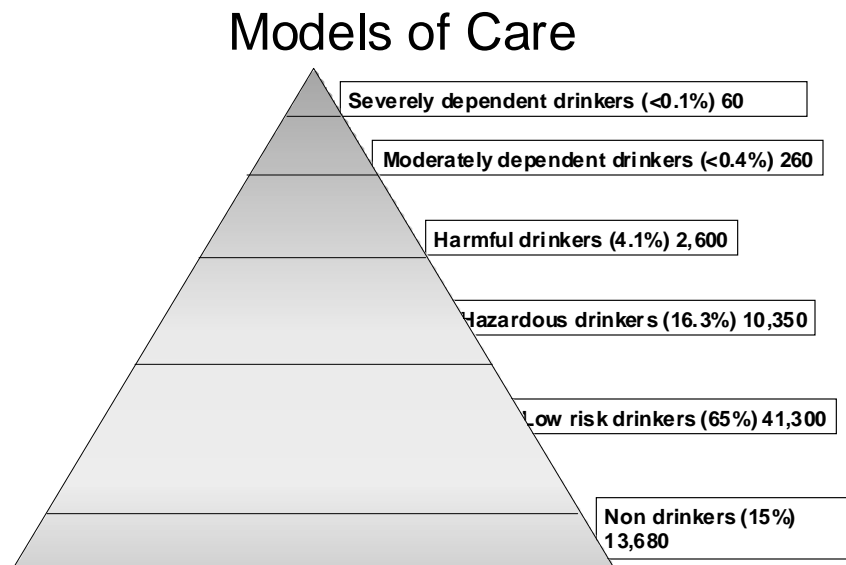 Models of Care
Severely dependent drinkers (<0.1%) 60
Moderately dependent drinkers (<0.4%) 260
Harmful drinkers (4.1%) 2,600
Hazardous drinkers (16.3%) 10,350
Low risk drinkers (65%) 41,300
Non drinkers (15%)
13,680